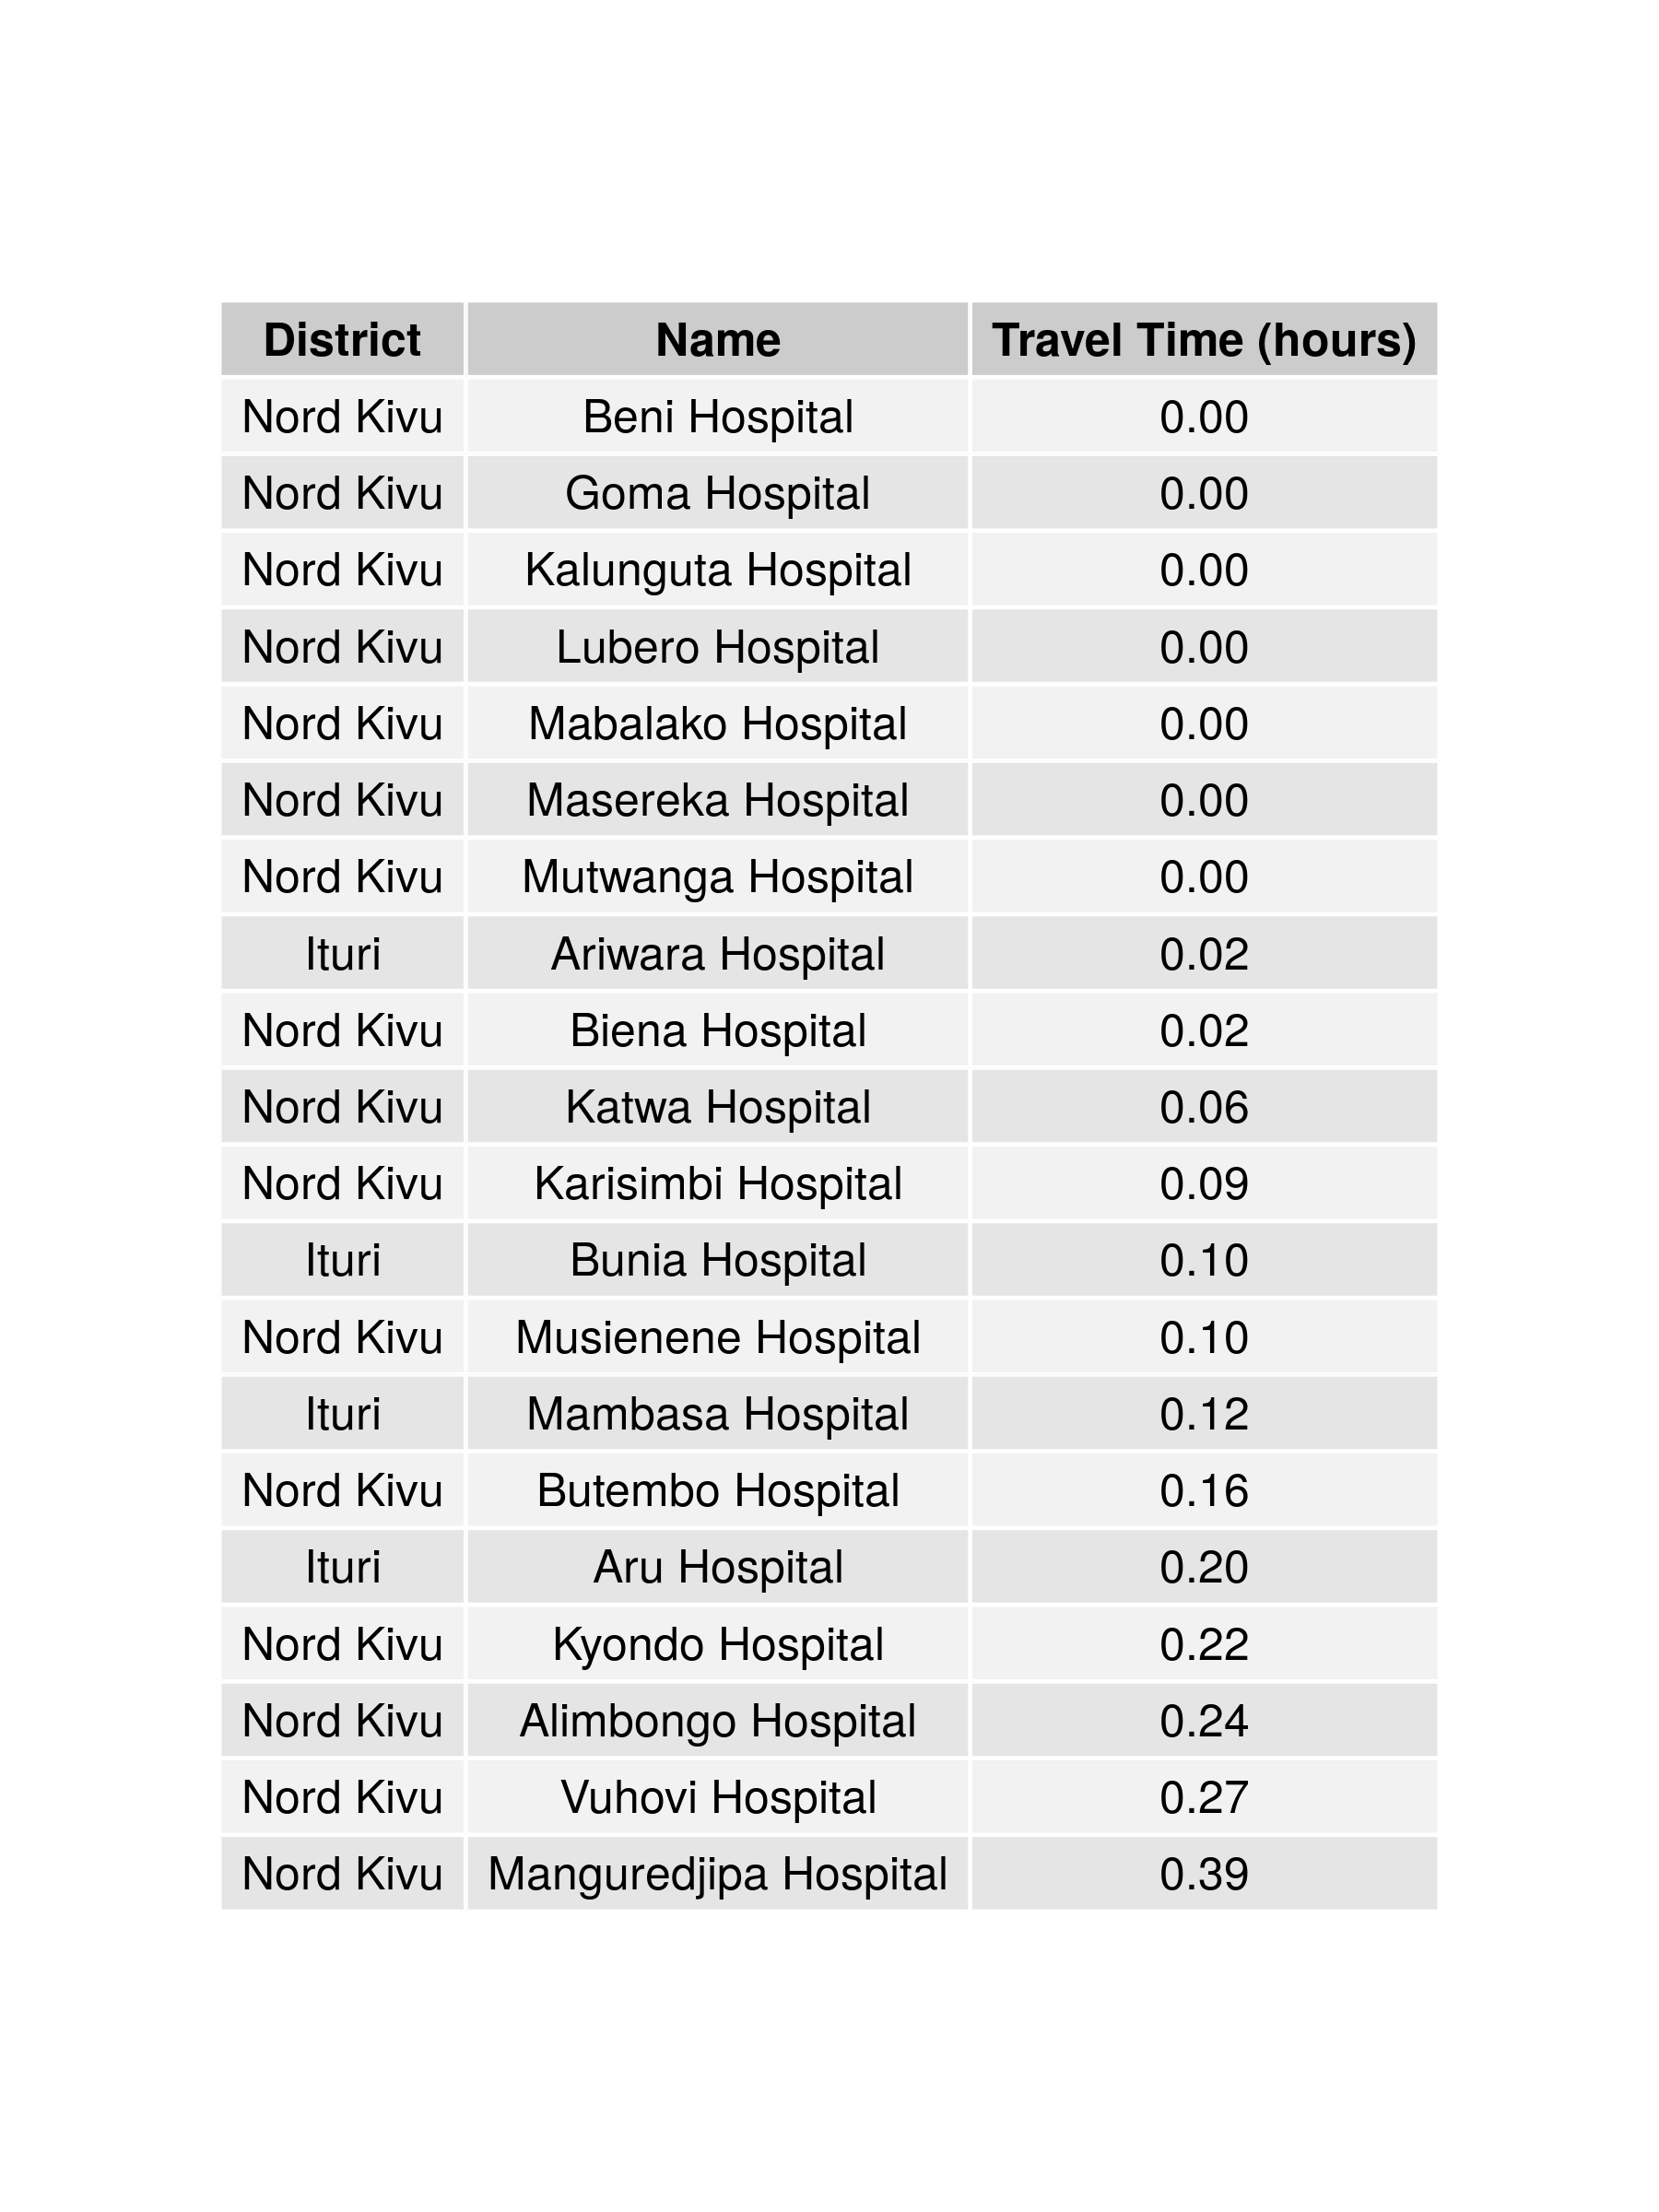 District Name Travel Time (hours)
Nord Kivu Beni Hospital 0.00
Nord Kivu Goma Hospital 0.00
Nord Kivu Kalunguta Hospital 0.00
Nord Kivu Lubero Hospital 0.00
Nord Kivu Mabalako Hospital 0.00
Nord Kivu Masereka Hospital 0.00
Nord Kivu Mutwanga Hospital 0.00
Ituri Ariwara Hospital 0.02
Nord Kivu Biena Hospital 0.02
Nord Kivu Katwa Hospital 0.06
Nord Kivu Karisimbi Hospital 0.09
Ituri Bunia Hospital 0.10
Nord Kivu Musienene Hospital 0.10
Ituri Mambasa Hospital 0.12
Nord Kivu Butembo Hospital 0.16
Ituri Aru Hospital 0.20
Nord Kivu Kyondo Hospital 0.22
Nord Kivu Alimbongo Hospital 0.24
Nord Kivu Vuhovi Hospital 0.27
Nord Kivu Manguredjipa Hospital 0.39